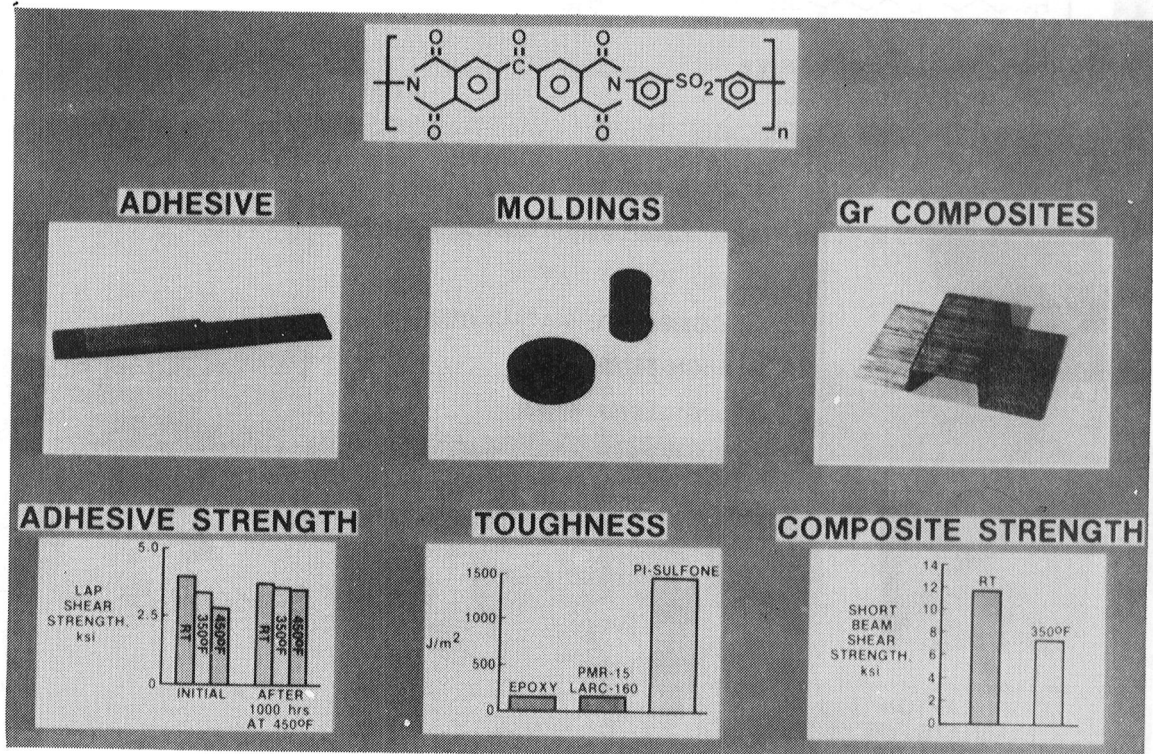 O O O
N C N SO2
O O
n
ADHESIVE
MOLDINGS
Gr COMPOSITES
ADHESIVE STRENGTH
5.0
2.5
0
LAP
SHEAR
STRENGTH,
ksi
RT
350ºF
450ºF
RT
350ºF
450ºF
INITIAL
AFTER
1000 hrs
AT 450ºF
TOUGHNESS
1500
1000
500
0
J/m²
EPOXY
PMR-15
LARC-160
PI-SULFONE
COMPOSITE STRENGTH
14
12
10
8
6
4
2
0
SHORT
BEAM
SHEAR
STRENGTH,
ksi
RT
350ºF